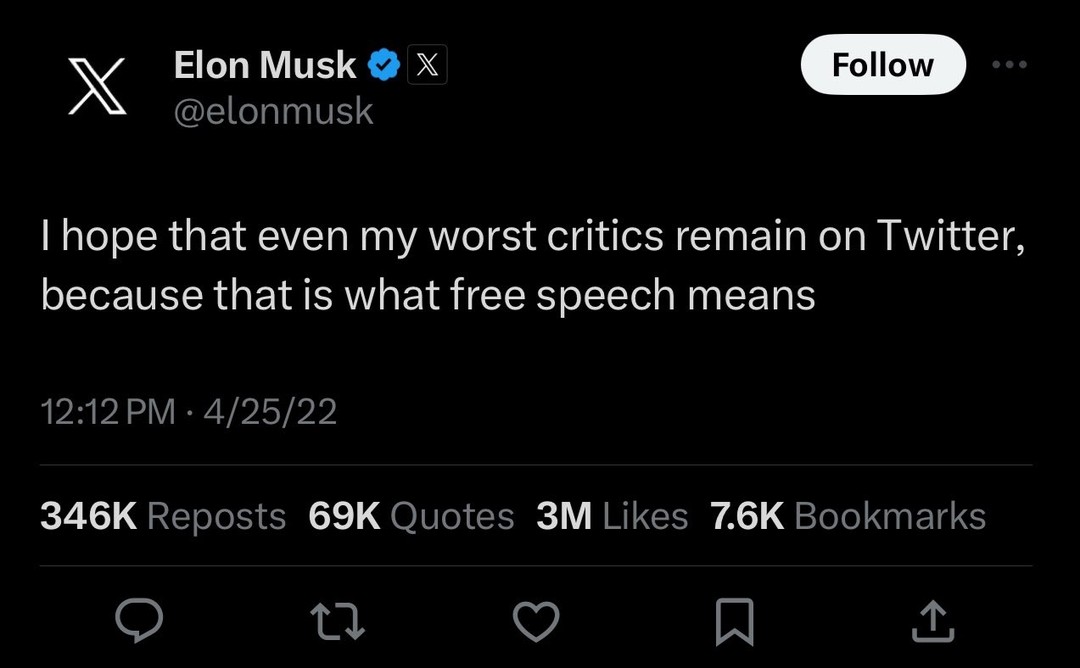 Elon Musk
@elonmusk
Follow
I hope that even my worst critics remain on Twitter,
because that is what free speech means
12:12 PM · 4/25/22
346K Reposts 69K Quotes 3M Likes 7.6K Bookmarks